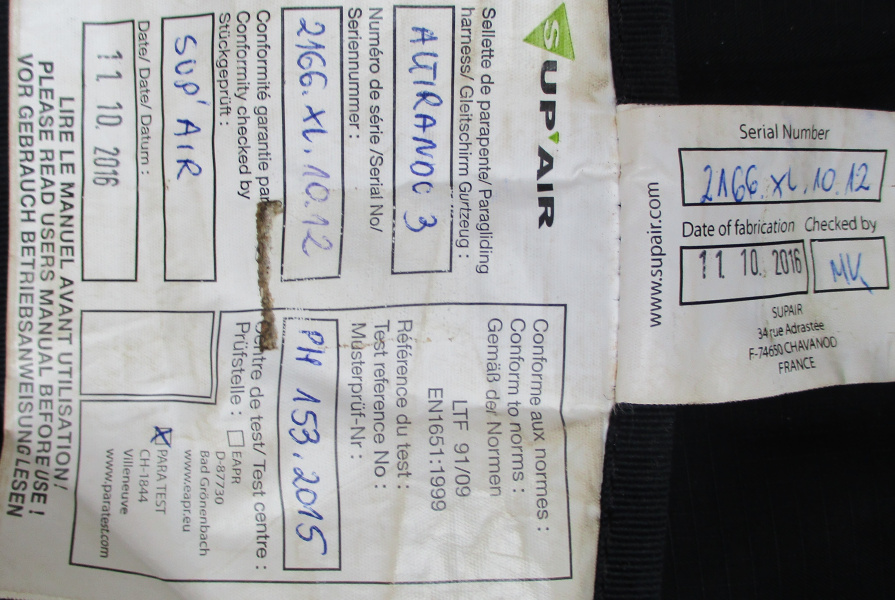 SUP'AIR
Sellette de parapente/ Paragliding
harness/ Gleitschirm Gurtzeug :
ALTIRANDO 3
Numéro de série /Serial No/
Seriennummer :
2166.XL.10.12
Conformité garantie par
Conformity checked by
Stückgeprüft :
SUP'AIR
Date/ Date/ Datum :
11 10. 2016
Conforme aux normes :
Conform to norms :
Gemäß der Normen
LTF 91/09
EN1651:1999
Référence du test :
Test reference No :
Musterprüf-Nr :
PH 153.2015
Centre de test/ Test centre :
Prüfstelle :
EAPR
D-87730
Bad Grönenbach
www.eapr.eu
X PARA TEST
CH-1844
Villeneuve
www.paratest.com
LIRE LE MANUEL AVANT UTILISATION!
PLEASE READ USERS MANUAL BEFORE USE !
VOR GEBRAUCH BETRIEBSANWEISUNG LESEN
www.supair.com
Serial Number
2166.XL.10.12
Date of fabrication Checked by
11 10. 2016 MK
SUPAIR
34 rue Adrastée
F-74650 CHAVANOD
FRANCE